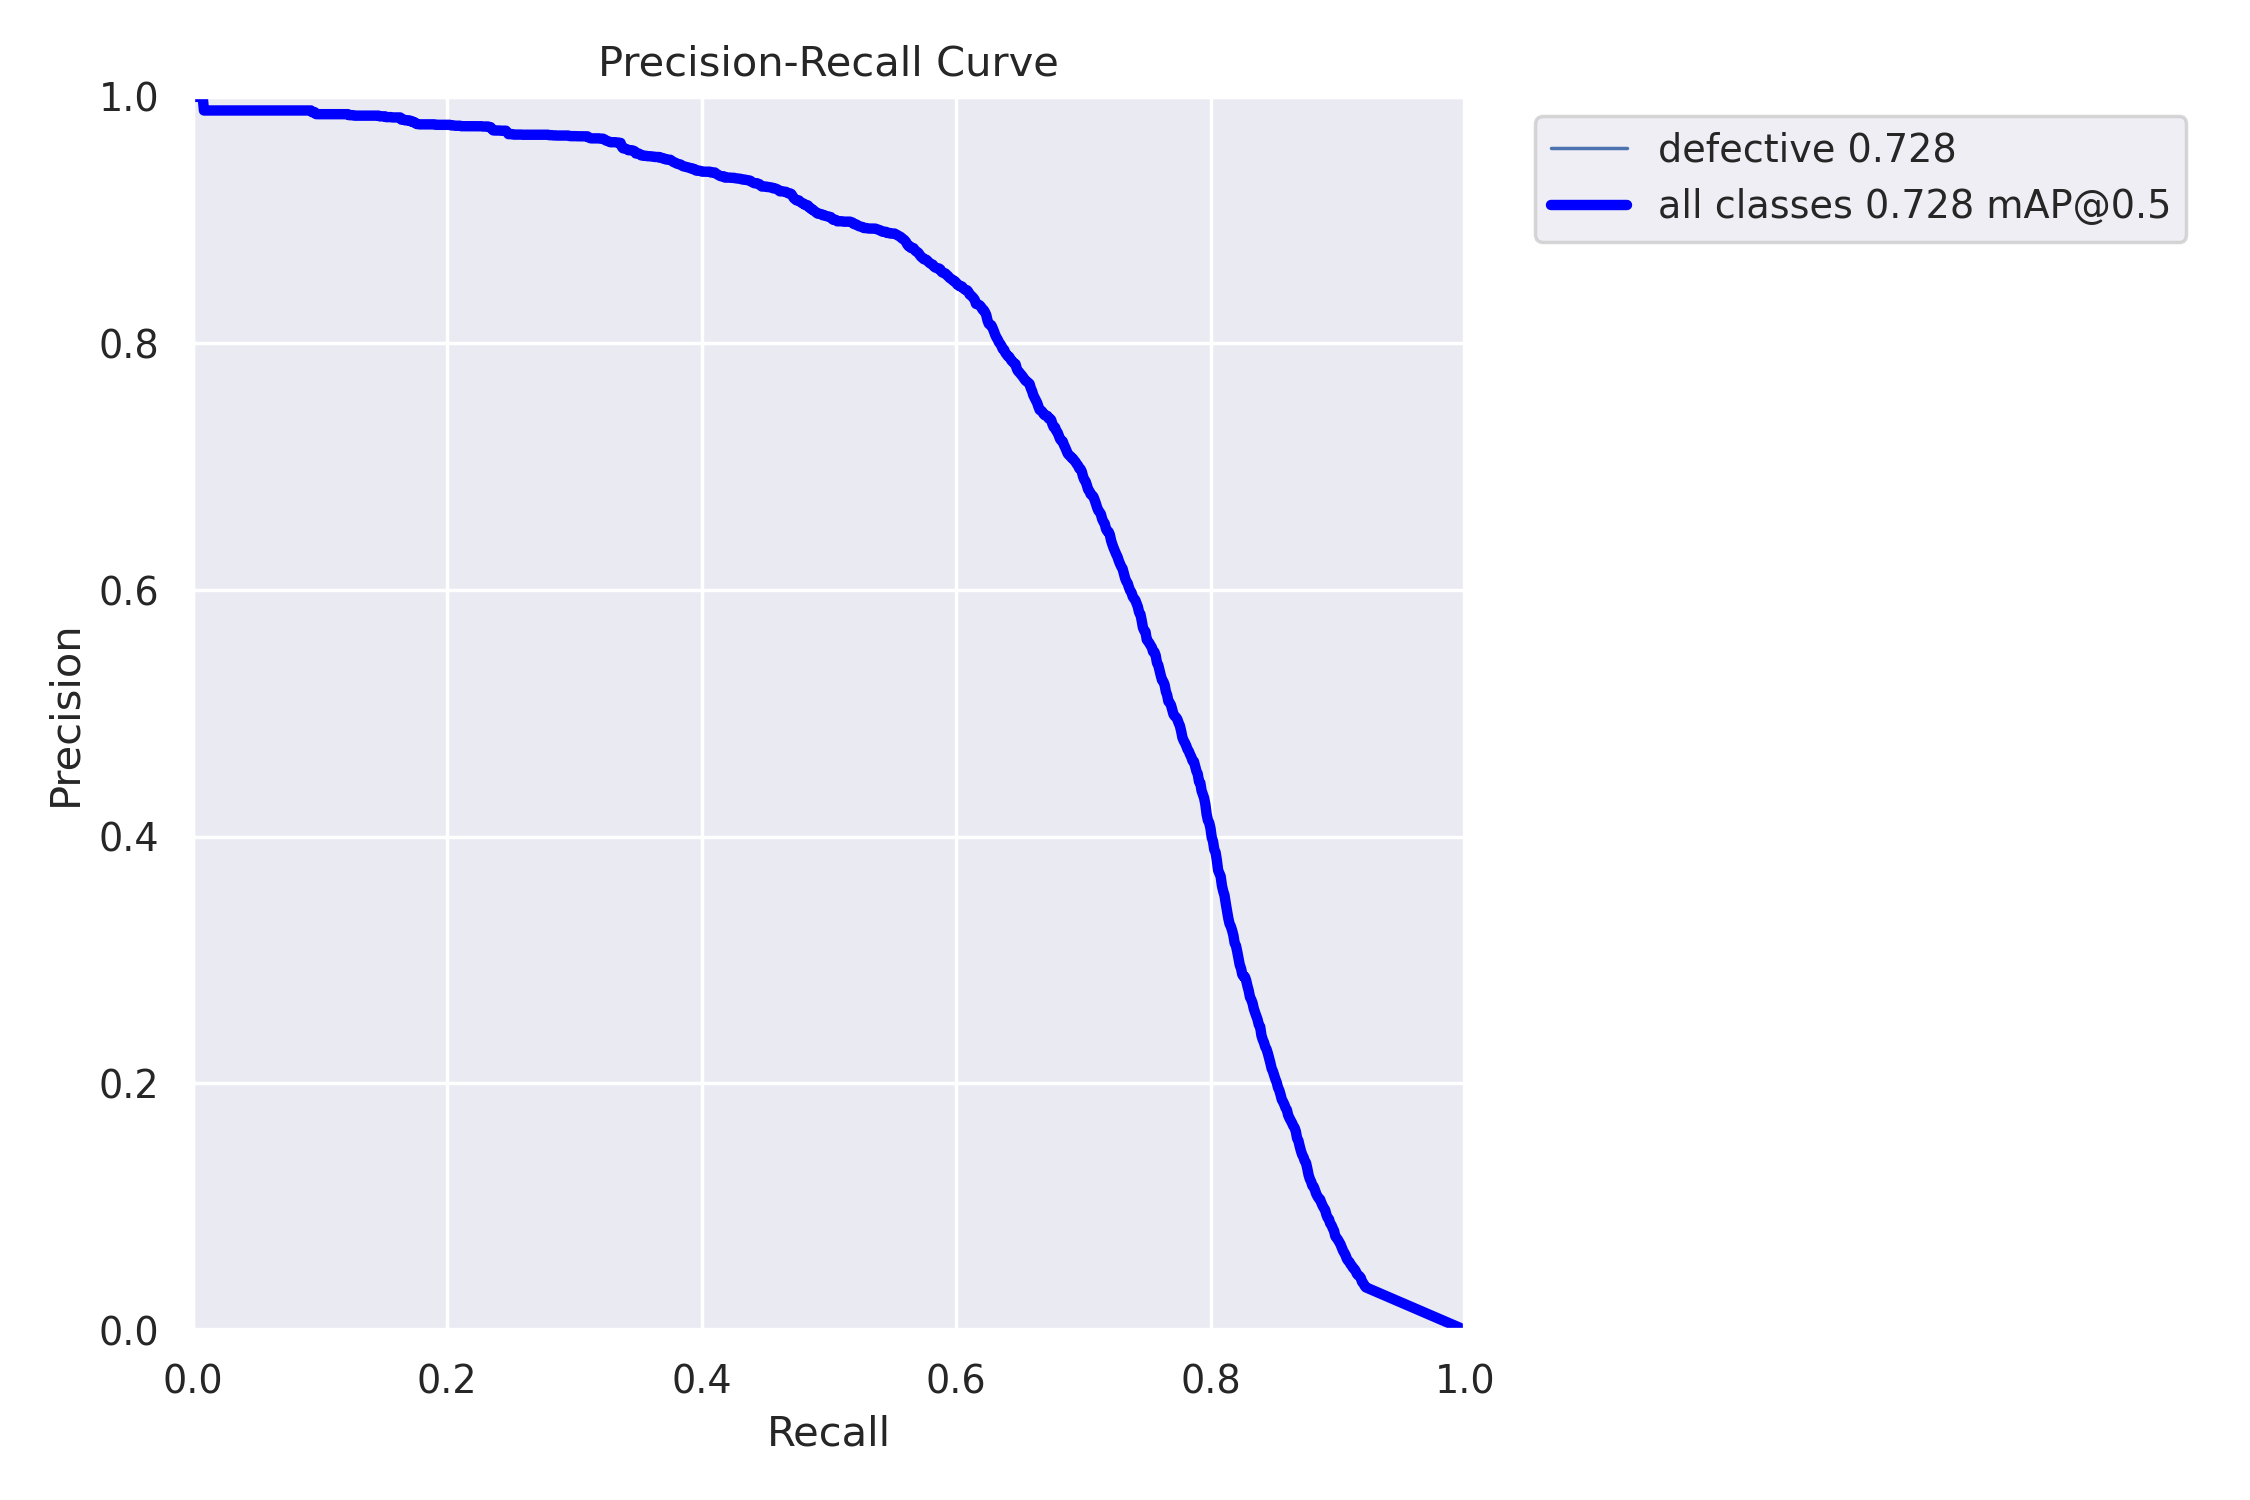 Precision-Recall Curve
1.0
0.8
0.6
0.4
0.2
0.0
Precision
0.0 0.2 0.4 0.6 0.8 1.0
Recall
defective 0.728
all classes 0.728 mAP@0.5